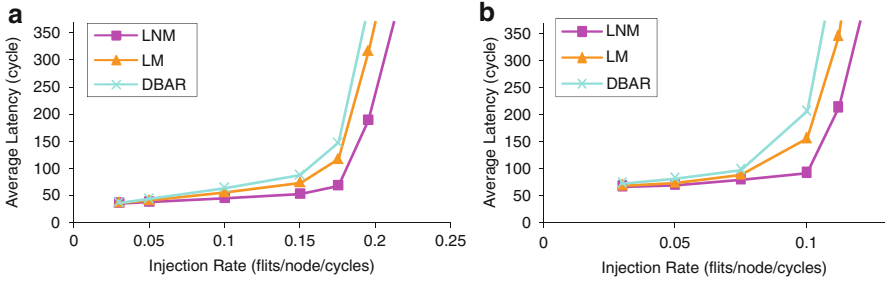 a
Average Latency (cycle)
350
300
250
200
150
100
50
0
LNM
LM
DBAR
0
0.05
0.1
0.15
0.2
0.25
Injection Rate (flits/node/cycles)
b
Average Latency (cycle)
350
300
250
200
150
100
50
0
LNM
LM
DBAR
0
0.05
0.1
Injection Rate (flits/node/cycles)